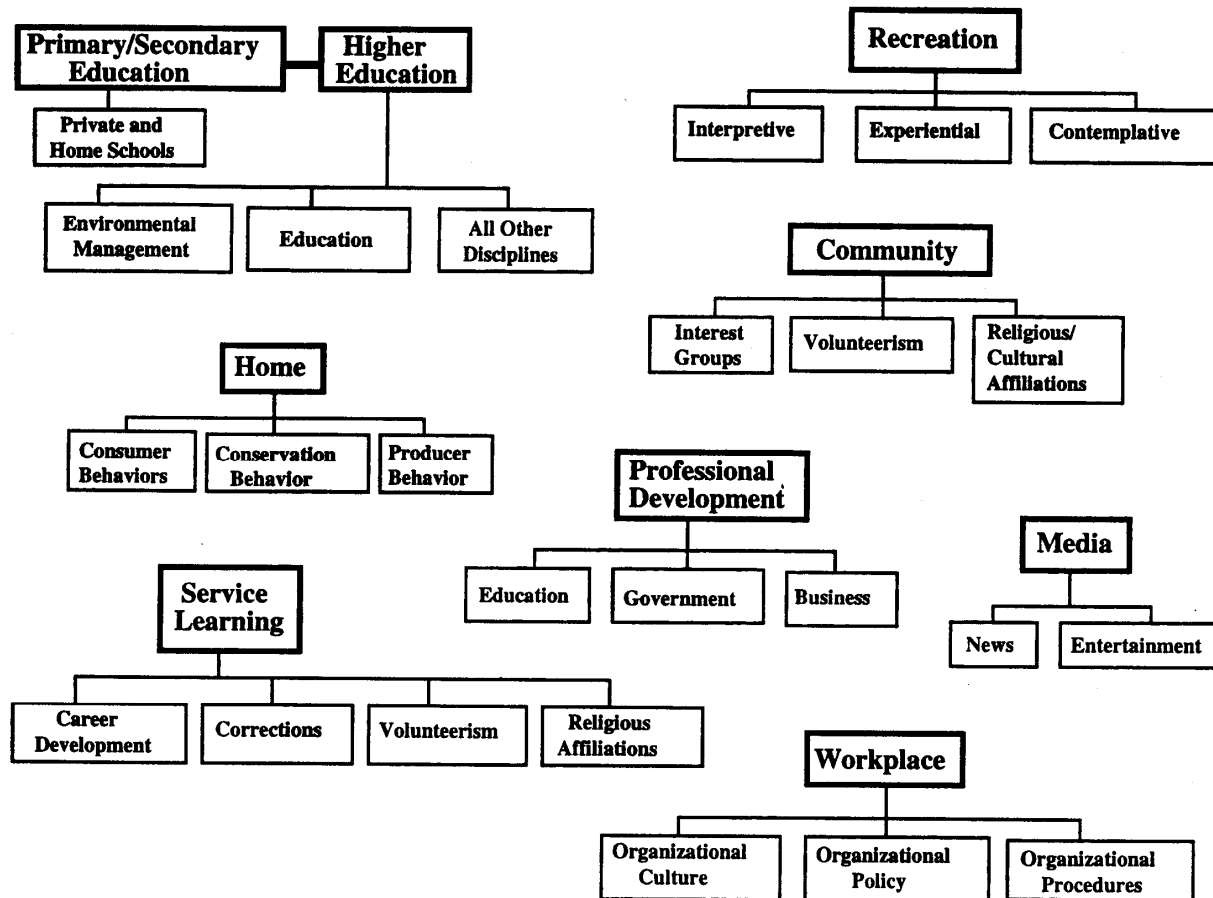 Primary/Secondary
Education
Higher
Education
Private and
Home Schools
Environmental
Management
Education
All Other
Disciplines
Recreation
Interpretive
Experiential
Contemplative
Community
Interest
Groups
Volunteerism
Religious/
Cultural
Affiliations
Home
Consumer
Behaviors
Conservation
Behavior
Producer
Behavior
Professional
Development
Education
Government
Business
Media
News
Entertainment
Service
Learning
Career
Development
Corrections
Volunteerism
Religious
Affiliations
Workplace
Organizational
Culture
Organizational
Policy
Organizational
Procedures